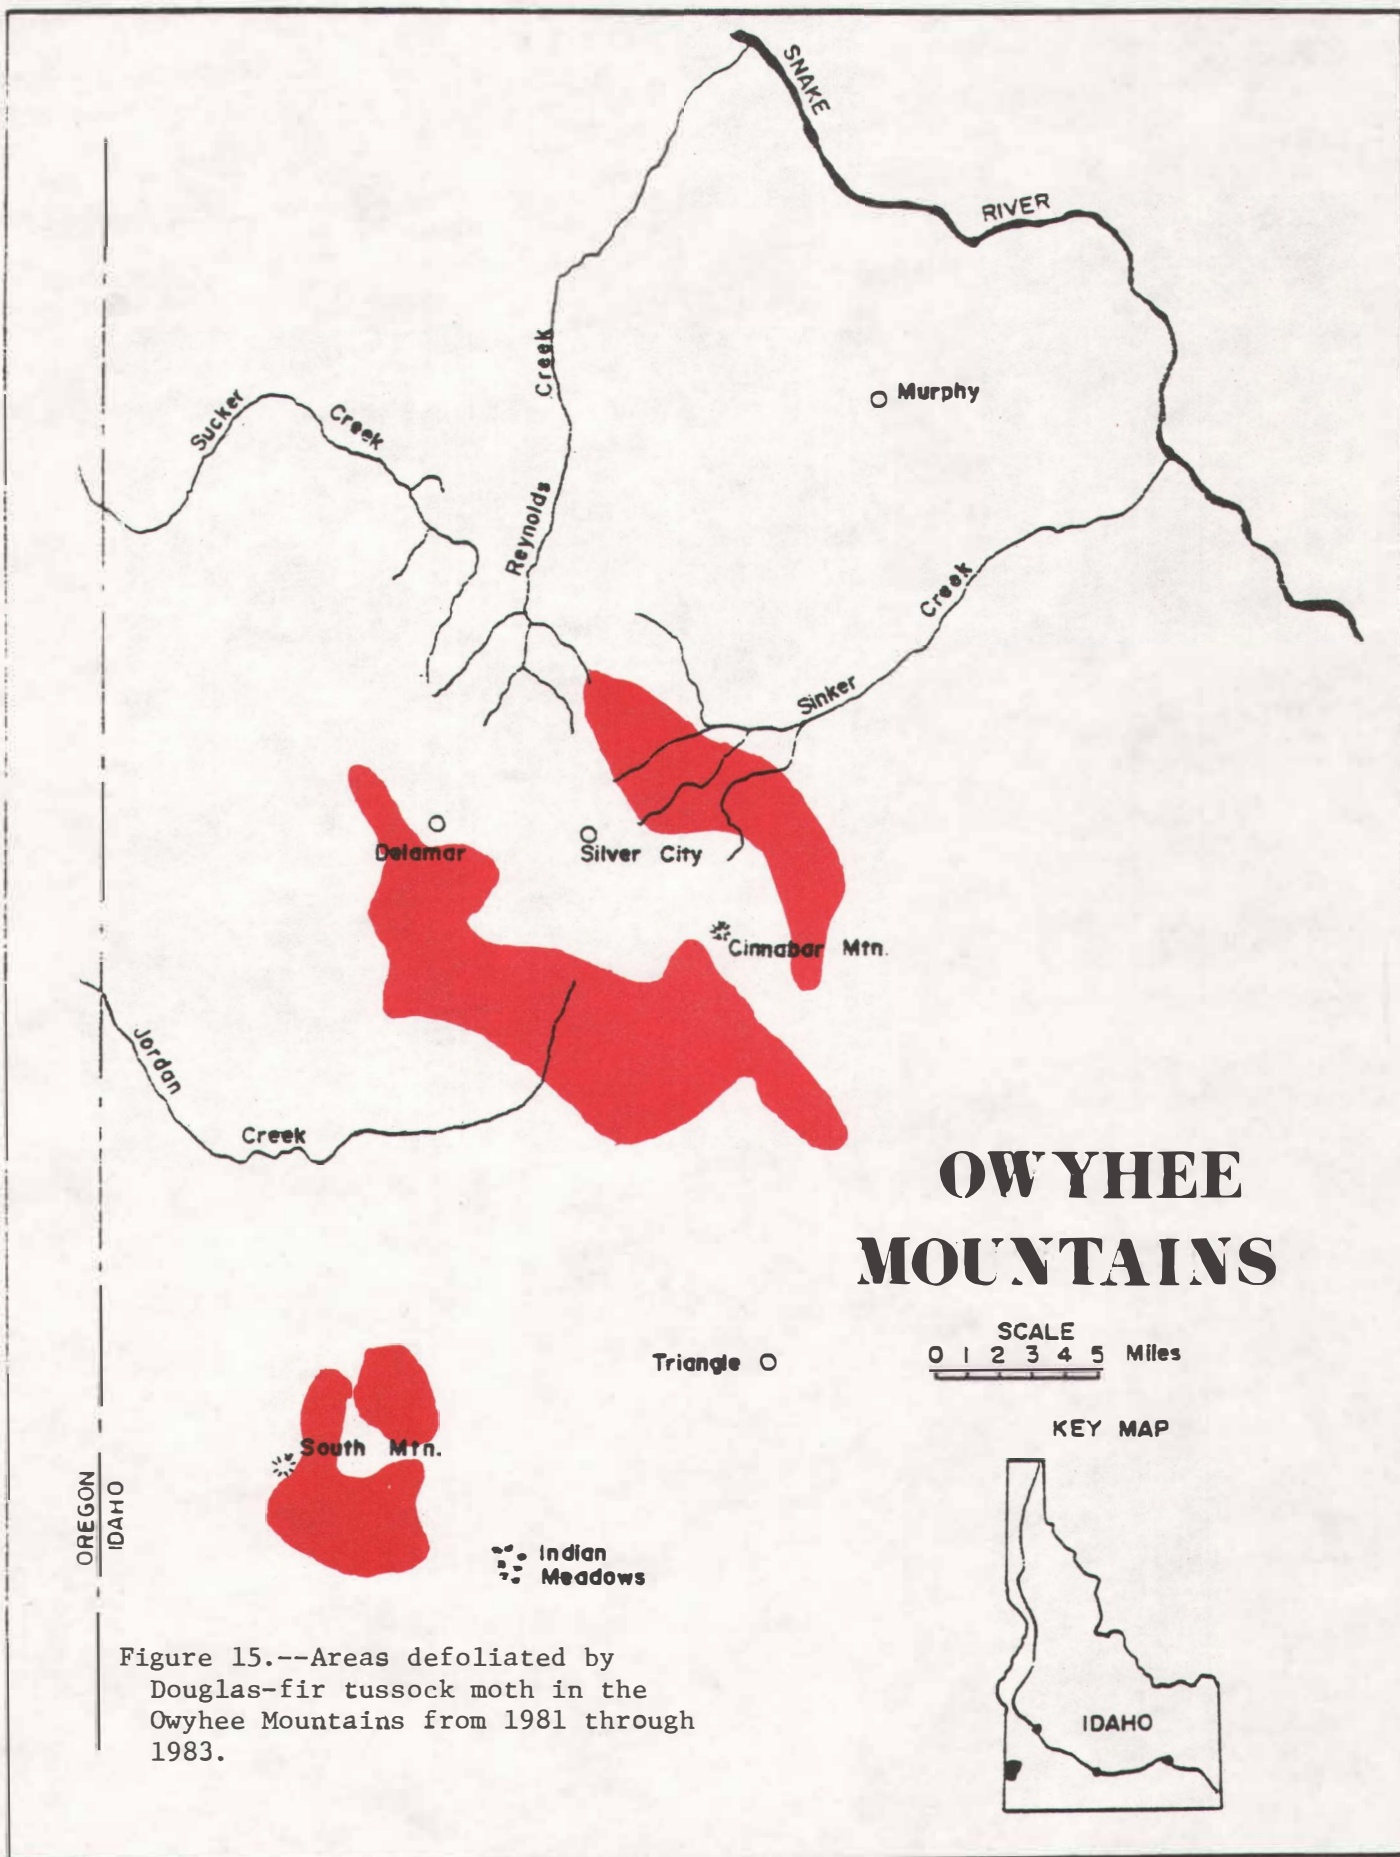 SNAKE
RIVER
Creek
Murphy
Sucker
Creek
Reynolds
Creek
Sinker
Delamar
Silver City
Cinnabar Mtn.
Jordan
Creek
OWYHEE
MOUNTAINS
SCALE
0 1 2 3 4 5 Miles
Triangle
KEY MAP
South Mtn.
OREGON
IDAHO
Indian
Meadows
IDAHO
Figure 15.--Areas defoliated by
Douglas-fir tussock moth in the
Owyhee Mountains from 1981 through
1983.